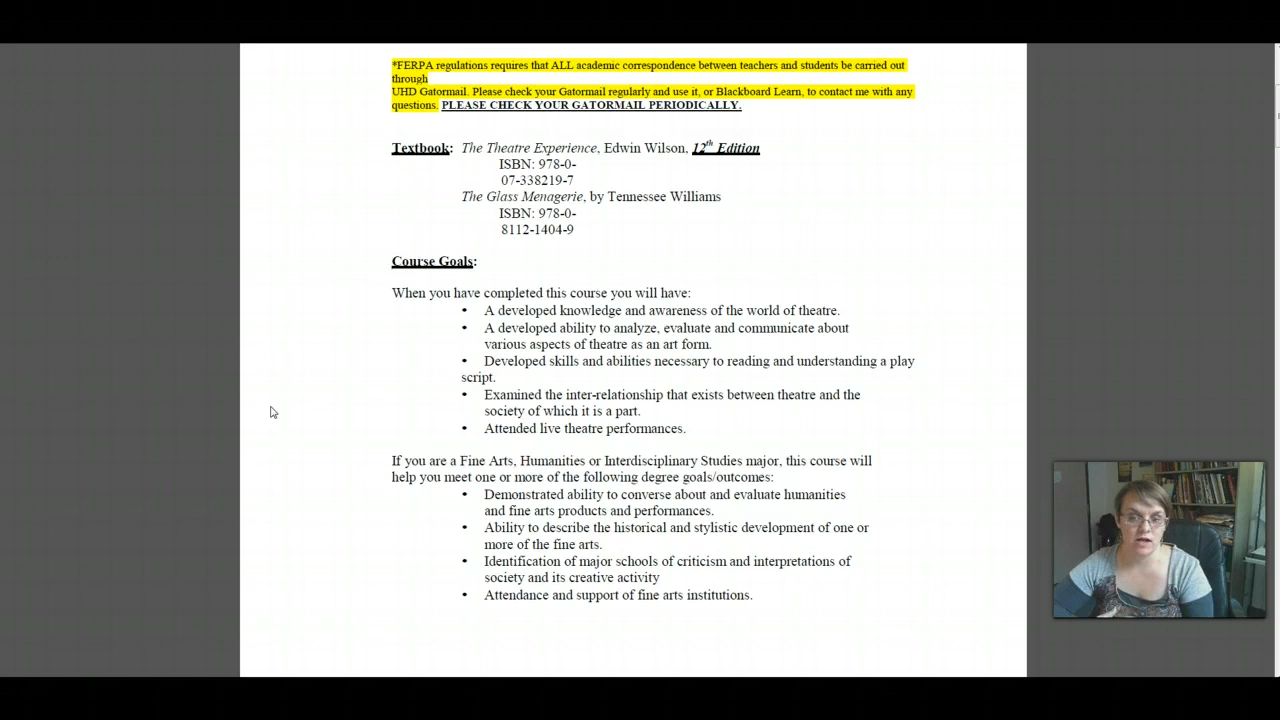 *FERPA regulations requires that ALL academic correspondence between teachers and students be carried out
through
UHD Gatormail. Please check your Gatormail regularly and use it, or Blackboard Learn, to contact me with any
questions. PLEASE CHECK YOUR GATORMAIL PERIODICALLY.
Textbook: The Theatre Experience, Edwin Wilson, 12th Edition
ISBN: 978-0-
07-338219-7
The Glass Menagerie, by Tennessee Williams
ISBN: 978-0-
8112-1404-9
Course Goals:
When you have completed this course you will have:
• A developed knowledge and awareness of the world of theatre.
• A developed ability to analyze, evaluate and communicate about
various aspects of theatre as an art form.
• Developed skills and abilities necessary to reading and understanding a play
script.
• Examined the inter-relationship that exists between theatre and the
society of which it is a part.
• Attended live theatre performances.
If you are a Fine Arts, Humanities or Interdisciplinary Studies major, this course will
help you meet one or more of the following degree goals/outcomes:
• Demonstrated ability to converse about and evaluate humanities
and fine arts products and performances.
• Ability to describe the historical and stylistic development of one or
more of the fine arts.
• Identification of major schools of criticism and interpretations of
society and its creative activity
• Attendance and support of fine arts institutions.